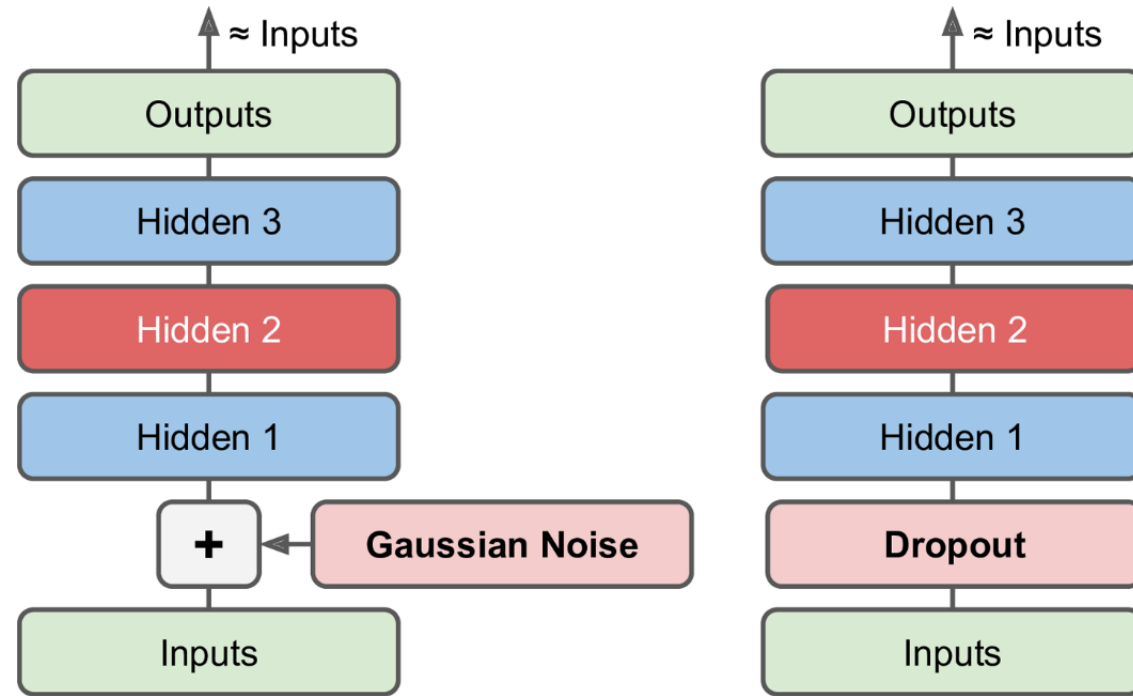 ≈ Inputs
Outputs
Hidden 3
Hidden 2
Hidden 1
+
Gaussian Noise
Inputs
≈ Inputs
Outputs
Hidden 3
Hidden 2
Hidden 1
Dropout
Inputs